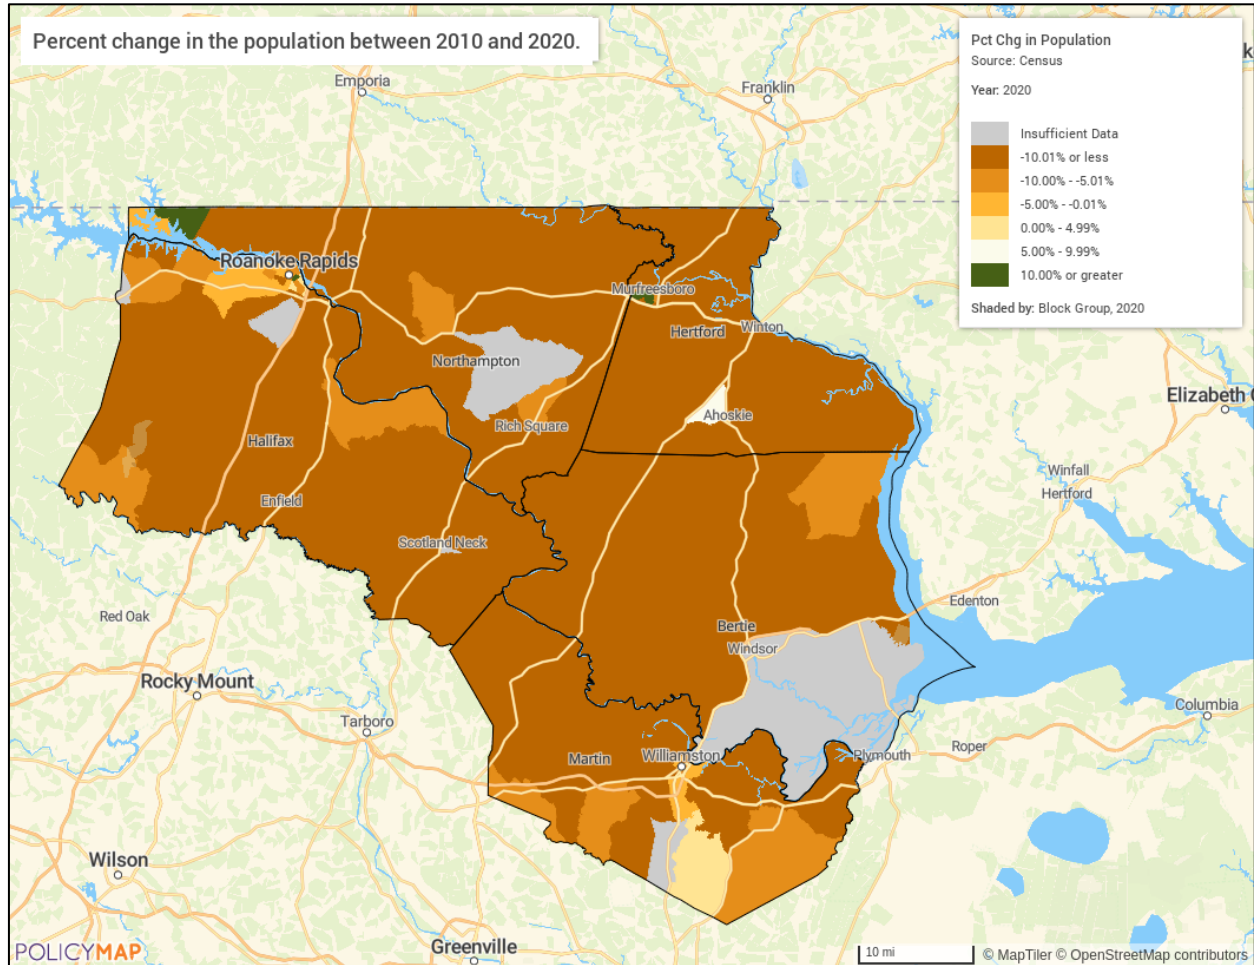 Percent change in the population between 2010 and 2020.
Pct Chg in Population
Source: Census
Year: 2020
Insufficient Data
-10.01% or less
-10.00% - -5.01%
-5.00% - -0.01%
0.00% - 4.99%
5.00% - 9.99%
10.00% or greater
Shaded by: Block Group, 2020
Emporia
Franklin
Roanoke Rapids
Murfreesboro
Hertford
Winton
Northampton
Elizabeth C
Ahoskie
Rich Square
Halifax
Winfall
Hertford
Enfield
Scotland Neck
Edenton
Red Oak
Bertie
Windsor
Rocky Mount
Columbia
Tarboro
Roper
Martin
Williamston
Plymouth
Wilson
Greenville
POLICYMAP
10 mi
© MapTiler © OpenStreetMap contributors